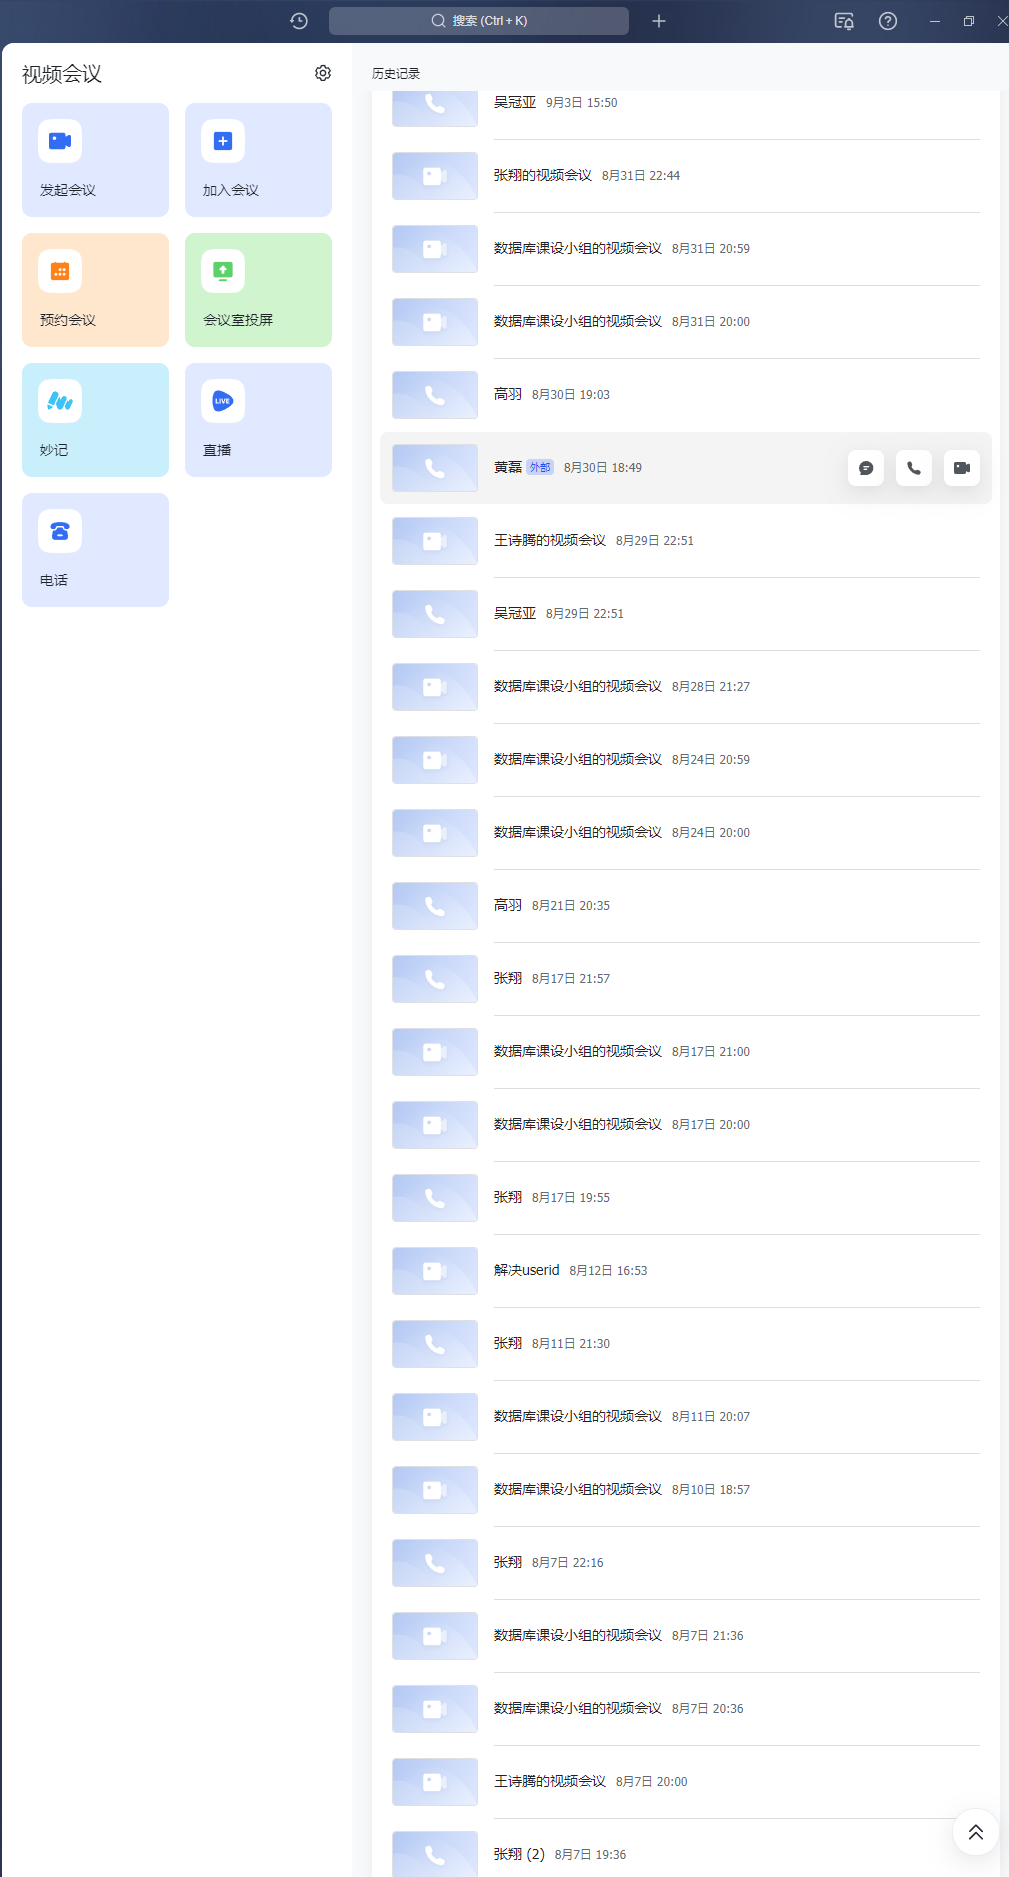 搜索 (Ctrl + K)
视频会议
发起会议
加入会议
预约会议
会议室投屏
妙记
LIVE
直播
电话
历史记录
吴冠亚 9月3日 15:50
张翔的视频会议 8月31日 22:44
数据库课设小组的视频会议 8月31日 20:59
数据库课设小组的视频会议 8月31日 20:00
高羽 8月30日 19:03
黄磊 外部 8月30日 18:49
王诗腾的视频会议 8月29日 22:51
吴冠亚 8月29日 22:51
数据库课设小组的视频会议 8月28日 21:27
数据库课设小组的视频会议 8月24日 20:59
数据库课设小组的视频会议 8月24日 20:00
高羽 8月21日 20:35
张翔 8月17日 21:57
数据库课设小组的视频会议 8月17日 21:00
数据库课设小组的视频会议 8月17日 20:00
张翔 8月17日 19:55
解决userid 8月12日 16:53
张翔 8月11日 21:30
数据库课设小组的视频会议 8月11日 20:07
数据库课设小组的视频会议 8月10日 18:57
张翔 8月7日 22:16
数据库课设小组的视频会议 8月7日 21:36
数据库课设小组的视频会议 8月7日 20:36
王诗腾的视频会议 8月7日 20:00
张翔 (2) 8月7日 19:36